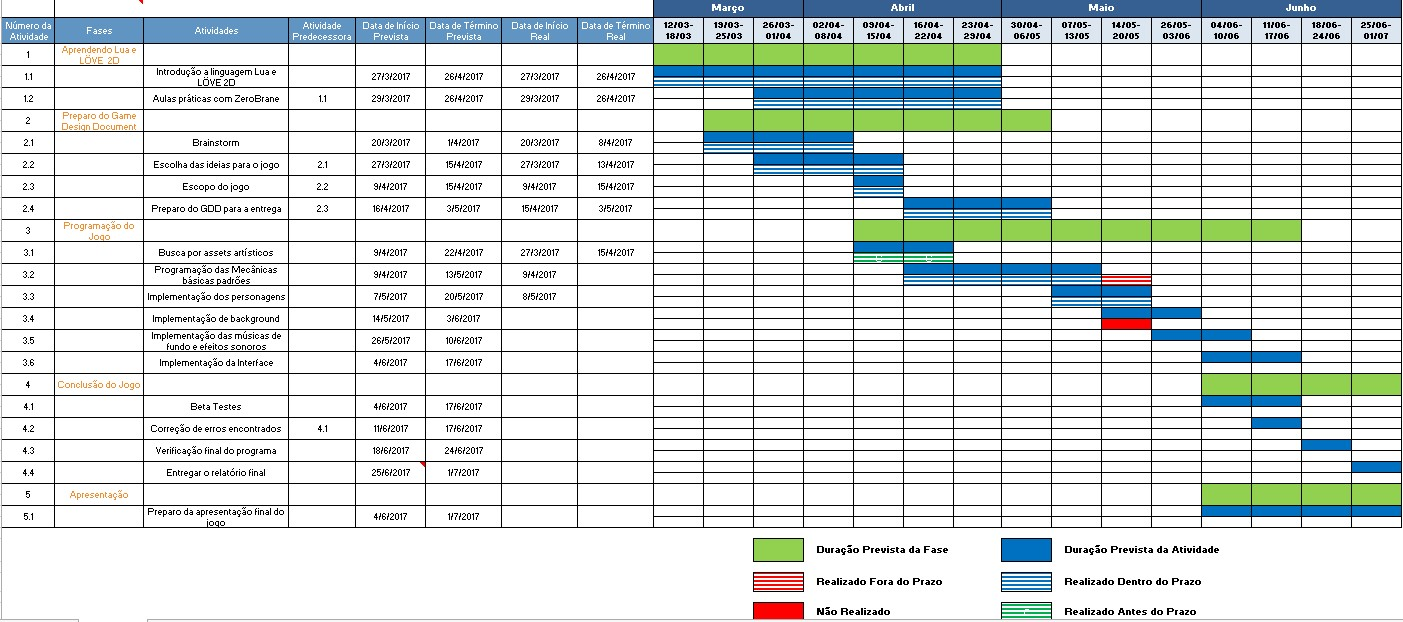 Março Abril Maio Junho
Número da Atividade Fases Atividades Atividade Predecessora Data de Início Prevista Data de Término Prevista Data de Início Real Data de Término Real 12/03-18/03 19/03-25/03 26/03-01/04 02/04-08/04 09/04-15/04 16/04-22/04 23/04-29/04 30/04-06/05 07/05-13/05 14/05-20/05 26/05-03/06 04/06-10/06 11/06-17/06 18/06-24/06 25/06-01/07
1 Aprendendo Lua e LÖVE 2D
1.1 Introdução a linguagem Lua e LÖVE 2D 27/3/2017 26/4/2017 27/3/2017 26/4/2017
1.2 Aulas práticas com ZeroBrane 1.1 29/3/2017 26/4/2017 29/3/2017 26/4/2017
2 Preparo do Game Design Document
2.1 Brainstorm 20/3/2017 1/4/2017 20/3/2017 8/4/2017
2.2 Escolha das ideias para o jogo 2.1 27/3/2017 15/4/2017 27/3/2017 13/4/2017
2.3 Escopo do jogo 2.2 9/4/2017 15/4/2017 9/4/2017 15/4/2017
2.4 Preparo do GDD para a entrega 2.3 16/4/2017 3/5/2017 15/4/2017 3/5/2017
3 Programação do Jogo
3.1 Busca por assets artísticos 9/4/2017 22/4/2017 27/3/2017 15/4/2017
3.2 Programação das Mecânicas básicas padrões 9/4/2017 13/5/2017 9/4/2017
3.3 Implementação dos personagens 7/5/2017 20/5/2017 8/5/2017
3.4 Implementação de background 14/5/2017 3/6/2017
3.5 Implementação das músicas de fundo e efeitos sonoros 26/5/2017 10/6/2017
3.6 Implementação da Interface 4/6/2017 17/6/2017
4 Conclusão do Jogo
4.1 Beta Testes 4/6/2017 17/6/2017
4.2 Correção de erros encontrados 4.1 11/6/2017 17/6/2017
4.3 Verificação final do programa 18/6/2017 24/6/2017
4.4 Entregar o relatório final 25/6/2017 1/7/2017
5 Apresentação
5.1 Preparo da apresentação final do jogo 4/6/2017 1/7/2017
Duração Prevista da Fase Duração Prevista da Atividade
Realizado Fora do Prazo Realizado Dentro do Prazo
Não Realizado Realizado Antes do Prazo